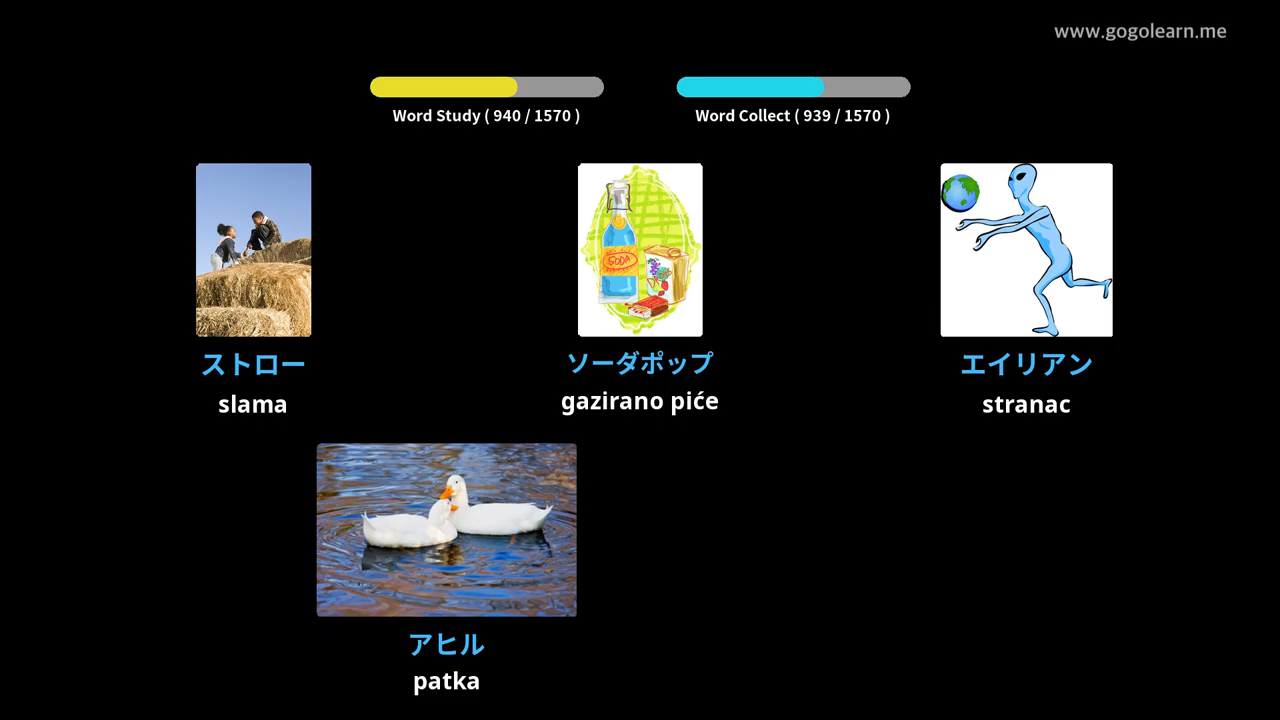 www.gogolearn.me
Word Study ( 940 / 1570 )
Word Collect ( 939 / 1570 )
SODA
ストロー
ソーダポップ
エイリアン
slama
gazirano piće
stranac
アヒル
patka